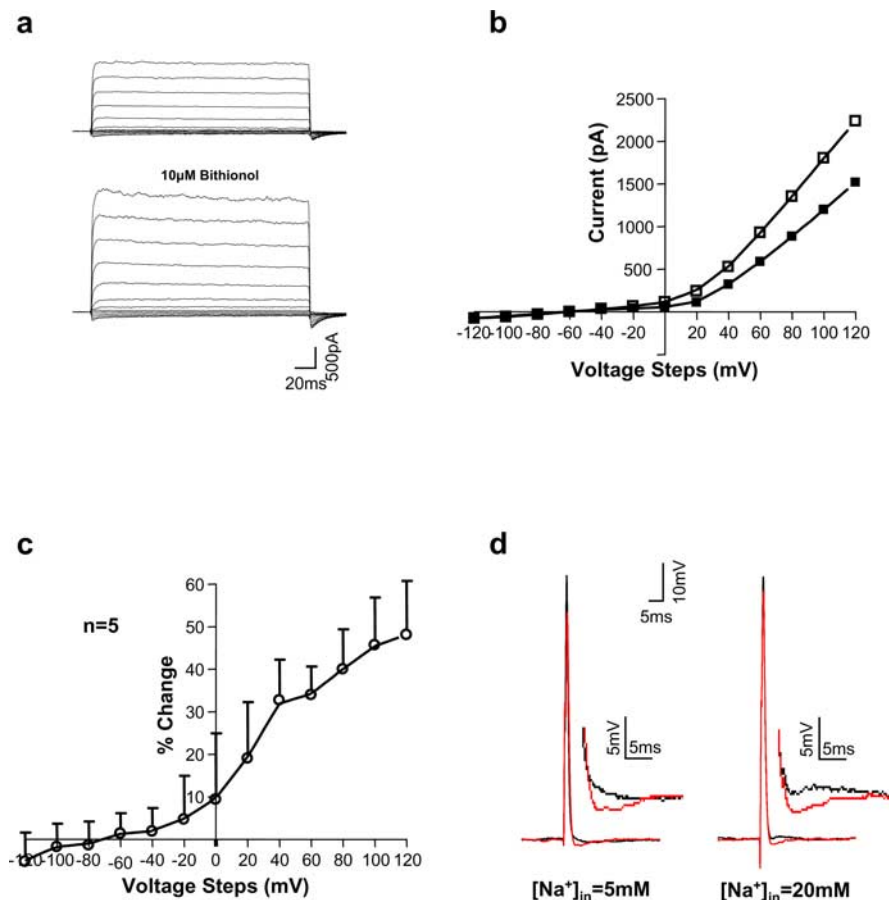 a
10μM Bithionol
500pA
20ms
b
Current (pA)
2500
2000
1500
1000
500
-120 -100 -80 -60 -40 -20 20 40 60 80 100 120
Voltage Steps (mV)
c
n=5
% Change
60
50
40
30
20
10
-120 -100 -80 -60 -40 -20 0 20 40 60 80 100 120
Voltage Steps (mV)
d
10mV
5ms
5mV
5ms
5mV
5ms
[Na⁺]in=5mM
[Na⁺]in=20mM